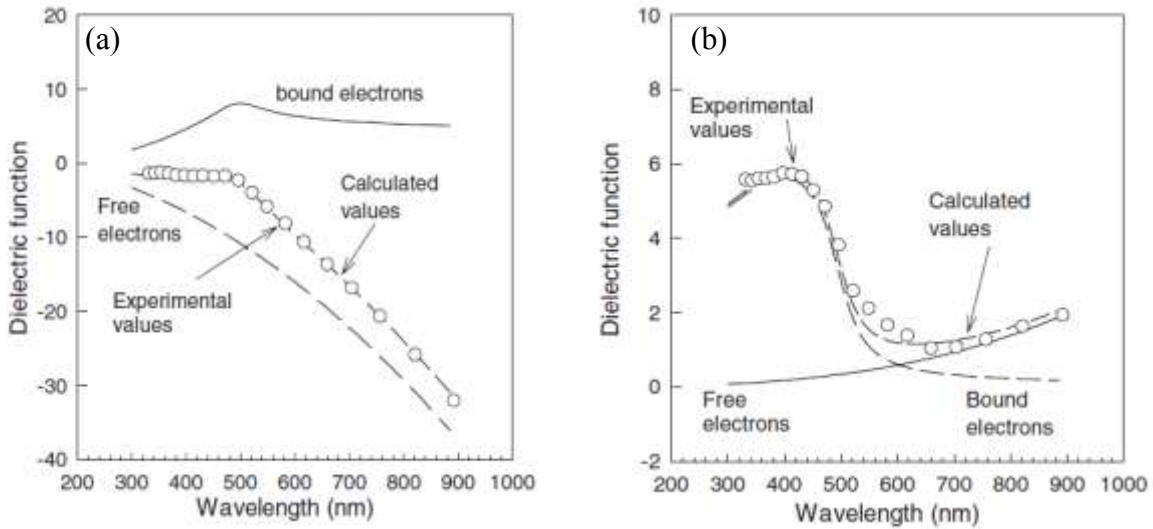 (a)
20
10
0
-10
-20
-30
-40
200 300 400 500 600 700 800 900 1000
Dielectric function
Wavelength (nm)
bound electrons
Calculated
values
Free
electrons
Experimental
values
(b)
10
8
6
4
2
0
-2
200 300 400 500 600 700 800 900 1000
Dielectric function
Wavelength (nm)
Experimental
values
Calculated
values
Free
electrons
Bound
electrons